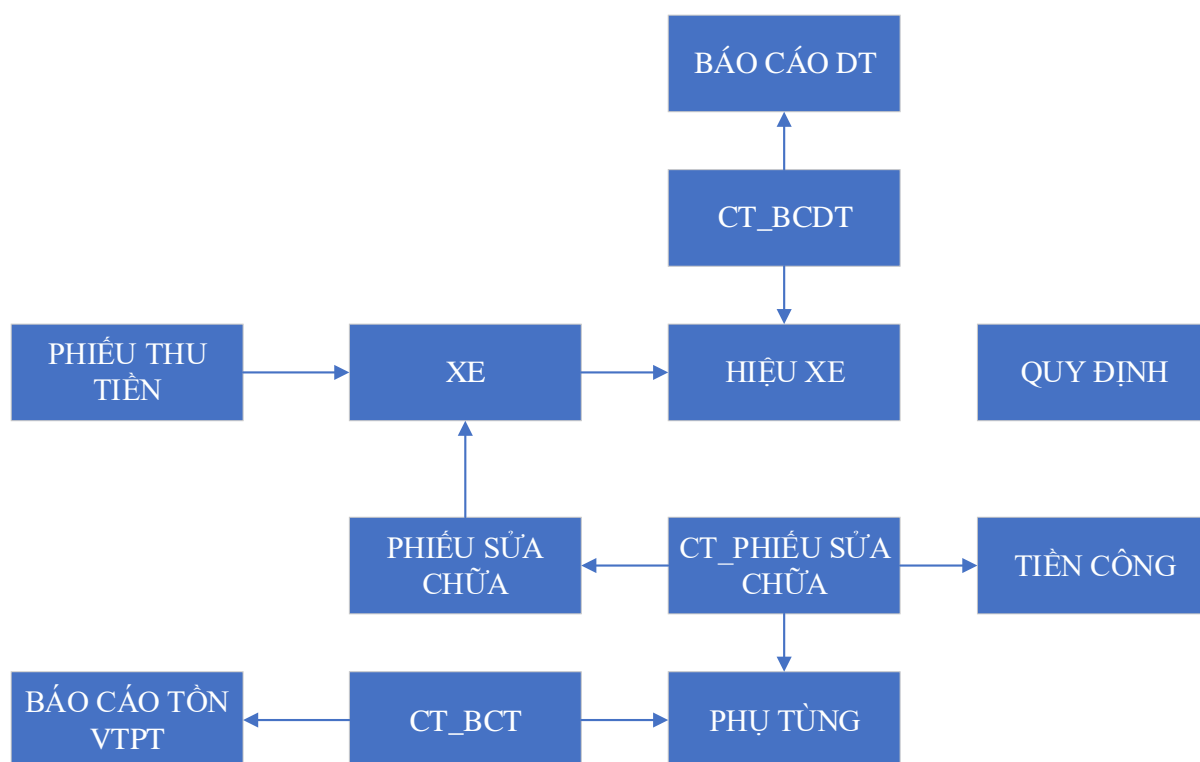 BÁO CÁO DT
CT_BCDT
PHIẾU THU
TIỀN
XE
HIỆU XE
QUY ĐỊNH
PHIẾU SỬA
CHỮA
CT_PHIẾU SỬA
CHỮA
TIỀN CÔNG
BÁO CÁO TỒN
VTPT
CT_BCT
PHỤ TÙNG